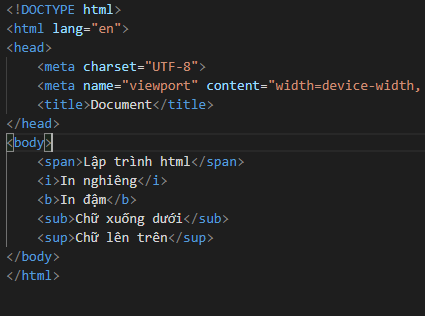 <!DOCTYPE html>
<html lang="en">
<head>
<meta charset="UTF-8">
<meta name="viewport" content="width=device-width,
<title>Document</title>
</head>
<body>
<span>Lập trình html</span>
<i>In nghiêng</i>
<b>In đậm</b>
<sub>Chữ xuống dưới</sub>
<sup>Chữ lên trên</sup>
</body>
</html>